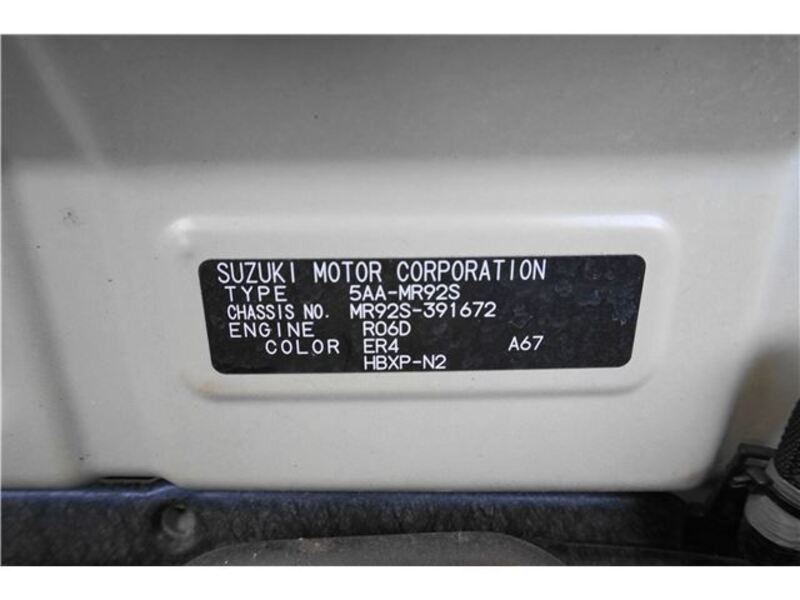 SUZUKI MOTOR CORPORATION
TYPE 5AA-MR92S
CHASSIS NO. MR92S-391672
ENGINE R06D
COLOR ER4 A67
HBXP-N2